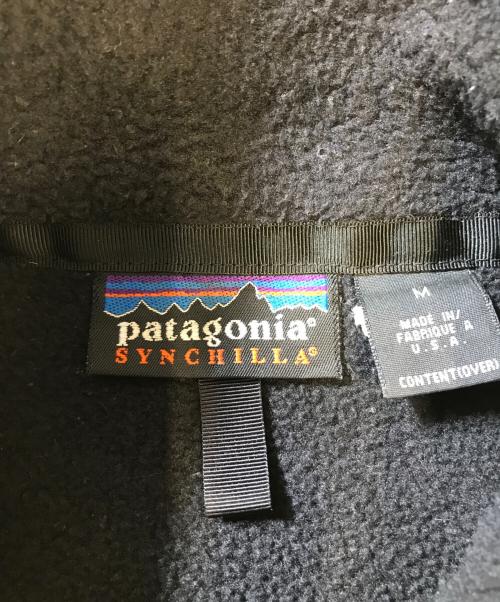 patagonia®
SYNCHILLA®
M
MADE IN/
FABRIQUE A
U.S.A.
CONTENT(OVER)